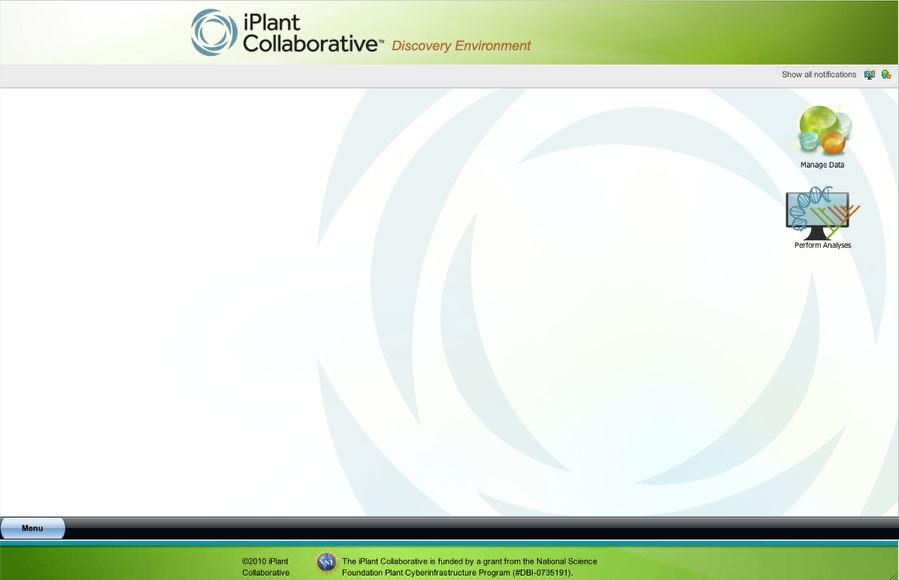 iPlant
Collaborative™ Discovery Environment
Show all notifications
Manage Data
Perform Analyses
Menu
©2010 iPlant
Collaborative
NSF
The iPlant Collaborative is funded by a grant from the National Science
Foundation Plant Cyberinfrastructure Program (#DBI-0735191).